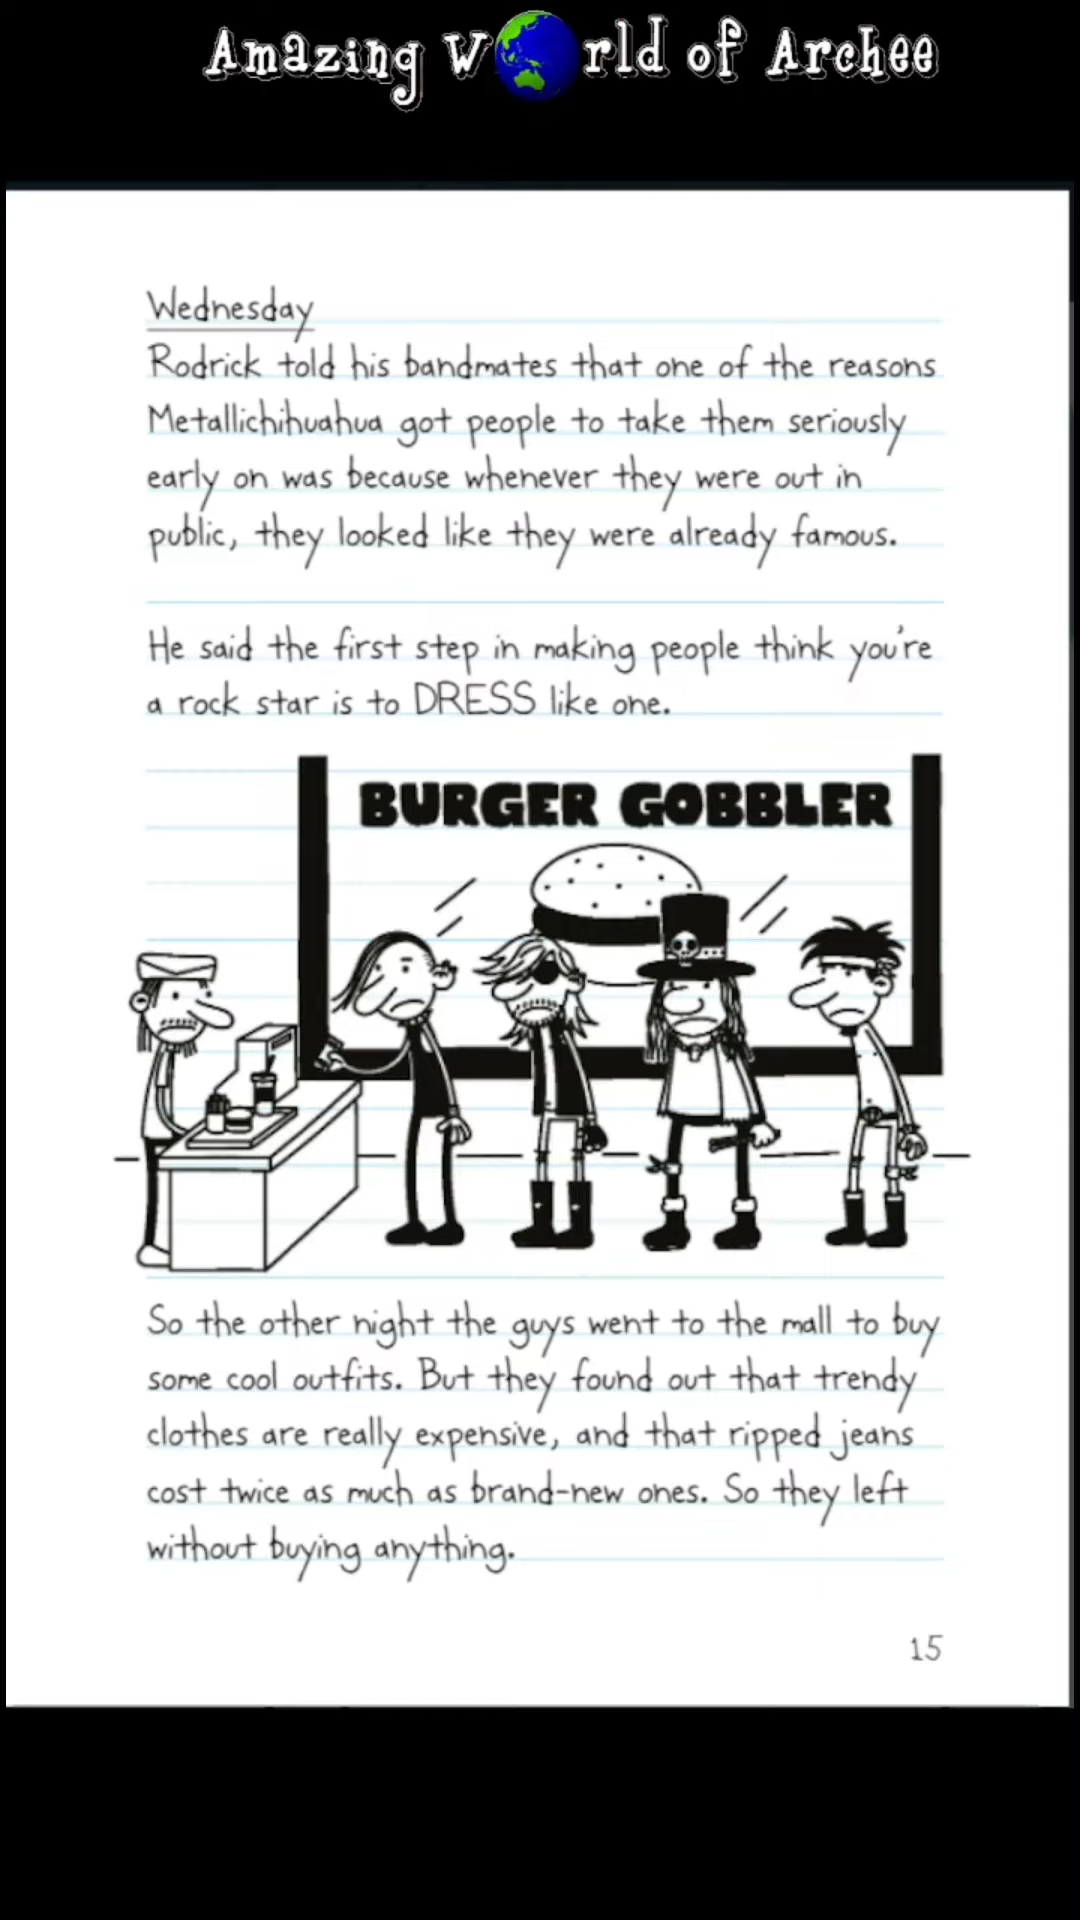 Amazing World of Archee
Wednesday
Rodrick told his bandmates that one of the reasons
Metallichihuahua got people to take them seriously
early on was because whenever they were out in
public, they looked like they were already famous.
He said the first step in making people think you're
a rock star is to DRESS like one.
BURGER GOBBLER
So the other night the guys went to the mall to buy
some cool outfits. But they found out that trendy
clothes are really expensive, and that ripped jeans
cost twice as much as brand-new ones. So they left
without buying anything.
15